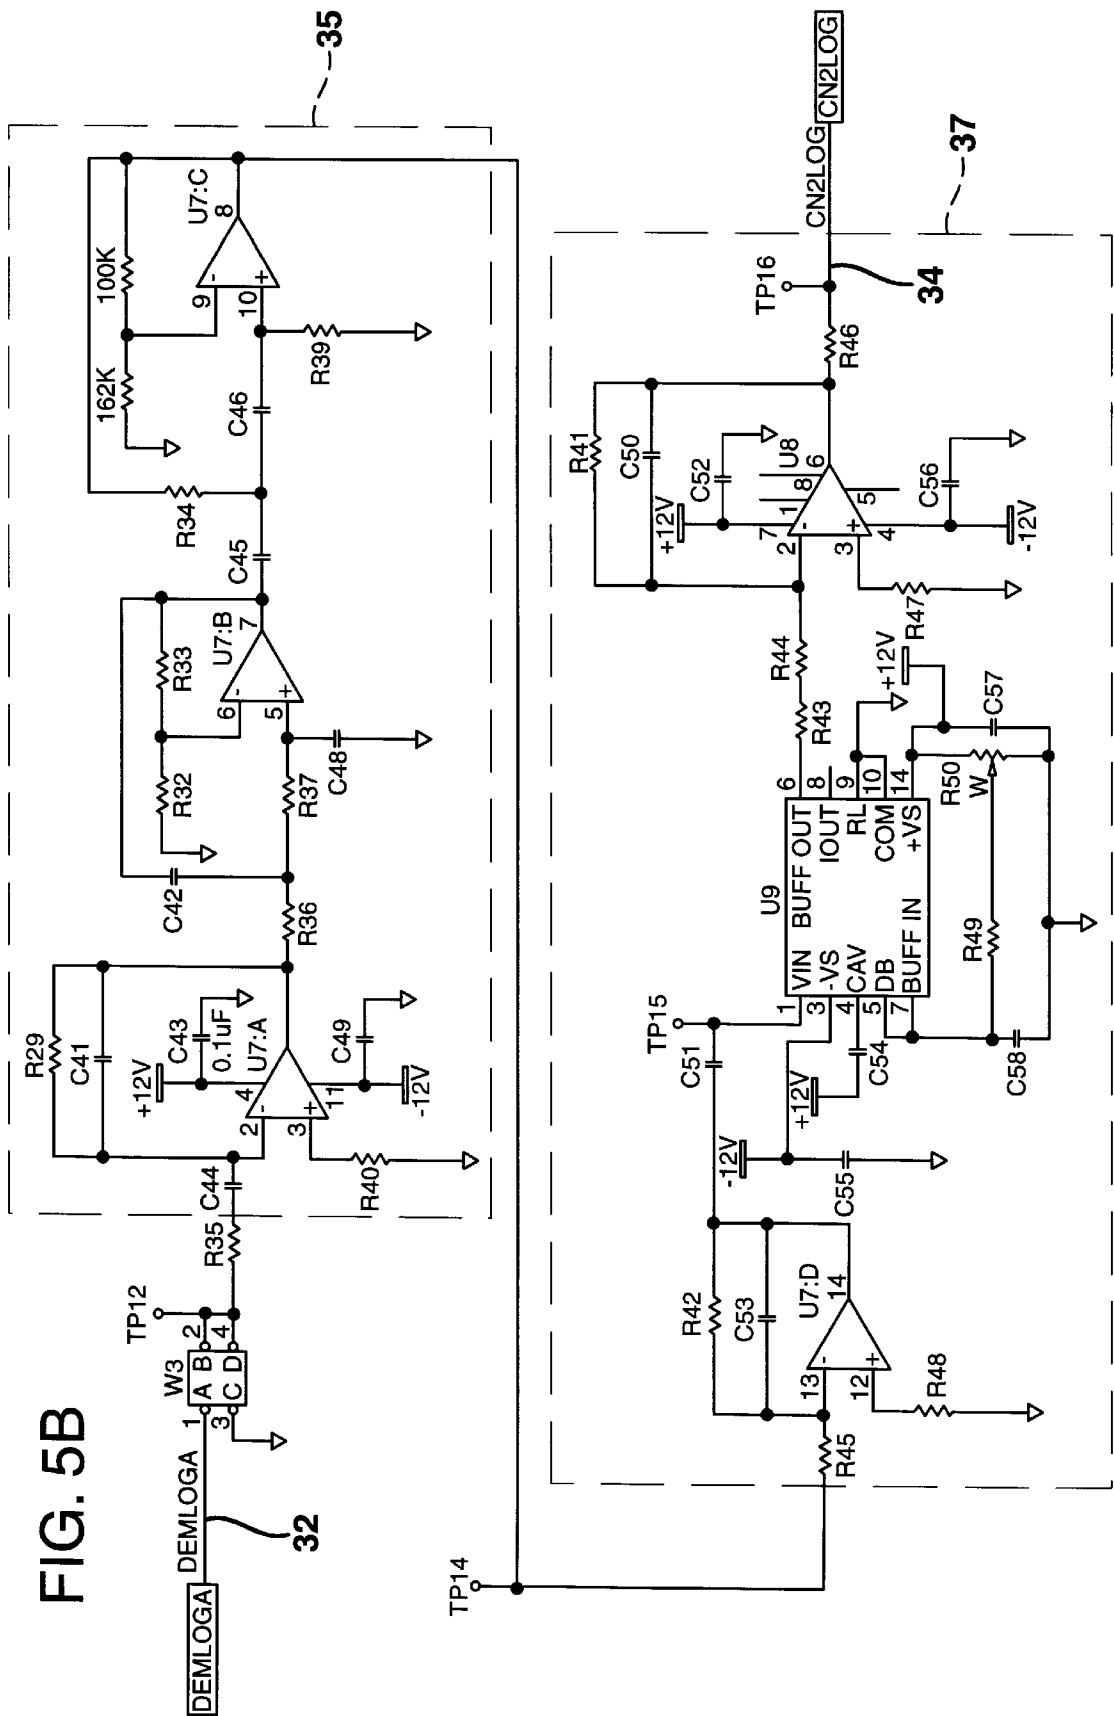 FIG. 5B
DEMLOGA
DEMLOGA
32
W3
1 A B 2
3 C D 4
TP12
R35
C44
R29
C41
+12V
C43
0.1uF
4
U7:A
2
-
3
+
11
C49
-12V
R40
R36
C42
R32
R33
U7:B
6
-
7
5
+
R37
C48
C45
R34
C46
162K
100K
U7:C
9
-
8
10
+
R39
35
TP14
R45
R42
C53
U7:D
13
-
14
12
+
R48
-12V
C55
C51
TP15
+12V
C54
U9
1 VIN BUFF OUT 6
3 -VS IOUT 8
4 CAV RL 9
5 DB COM 10
7 BUFF IN +VS 14
C58
R49
R50
W
C57
+12V
R43
R44
R41
C50
+12V
C52
7
1
8
U8
2
-
6
3
+
5
4
C56
-12V
R47
R46
TP16
34
CN2LOG
CN2LOG
37